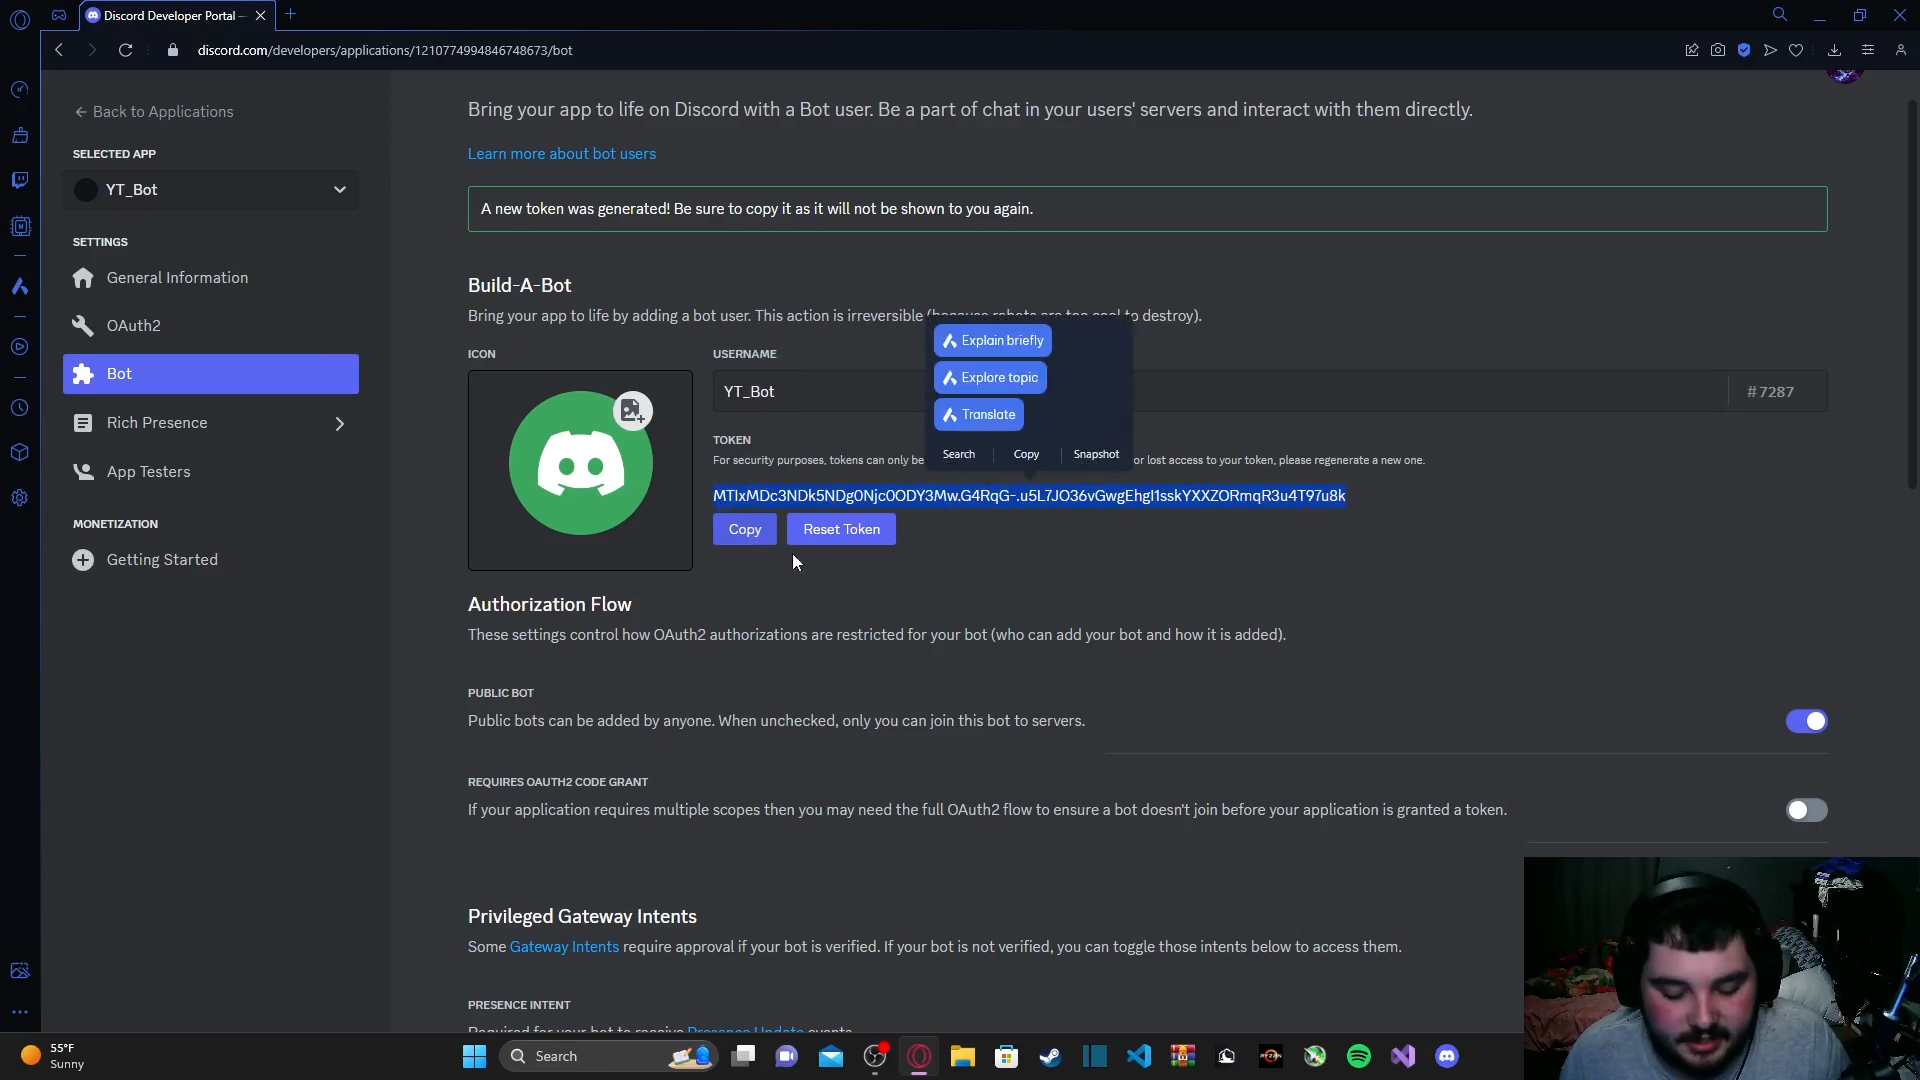 Discord Developer Portal —
discord.com/developers/applications/1210774994846748673/bot
← Back to Applications
SELECTED APP
YT_Bot
SETTINGS
General Information
OAuth2
Bot
Rich Presence
App Testers
MONETIZATION
Getting Started
Bring your app to life on Discord with a Bot user. Be a part of chat in your users' servers and interact with them directly.
Learn more about bot users
A new token was generated! Be sure to copy it as it will not be shown to you again.
Build-A-Bot
Bring your app to life by adding a bot user. This action is irreversible to destroy).
Explain briefly
Explore topic
Translate
Search Copy Snapshot
ICON
USERNAME
YT_Bot #7287
TOKEN
For security purposes, tokens can only be or lost access to your token, please regenerate a new one.
Copy Reset Token
Authorization Flow
These settings control how OAuth2 authorizations are restricted for your bot (who can add your bot and how it is added).
PUBLIC BOT
Public bots can be added by anyone. When unchecked, only you can join this bot to servers.
REQUIRES OAUTH2 CODE GRANT
If your application requires multiple scopes then you may need the full OAuth2 flow to ensure a bot doesn't join before your application is granted a token.
Privileged Gateway Intents
Some Gateway Intents require approval if your bot is verified. If your bot is not verified, you can toggle those intents below to access them.
PRESENCE INTENT
55°F
Sunny
Search